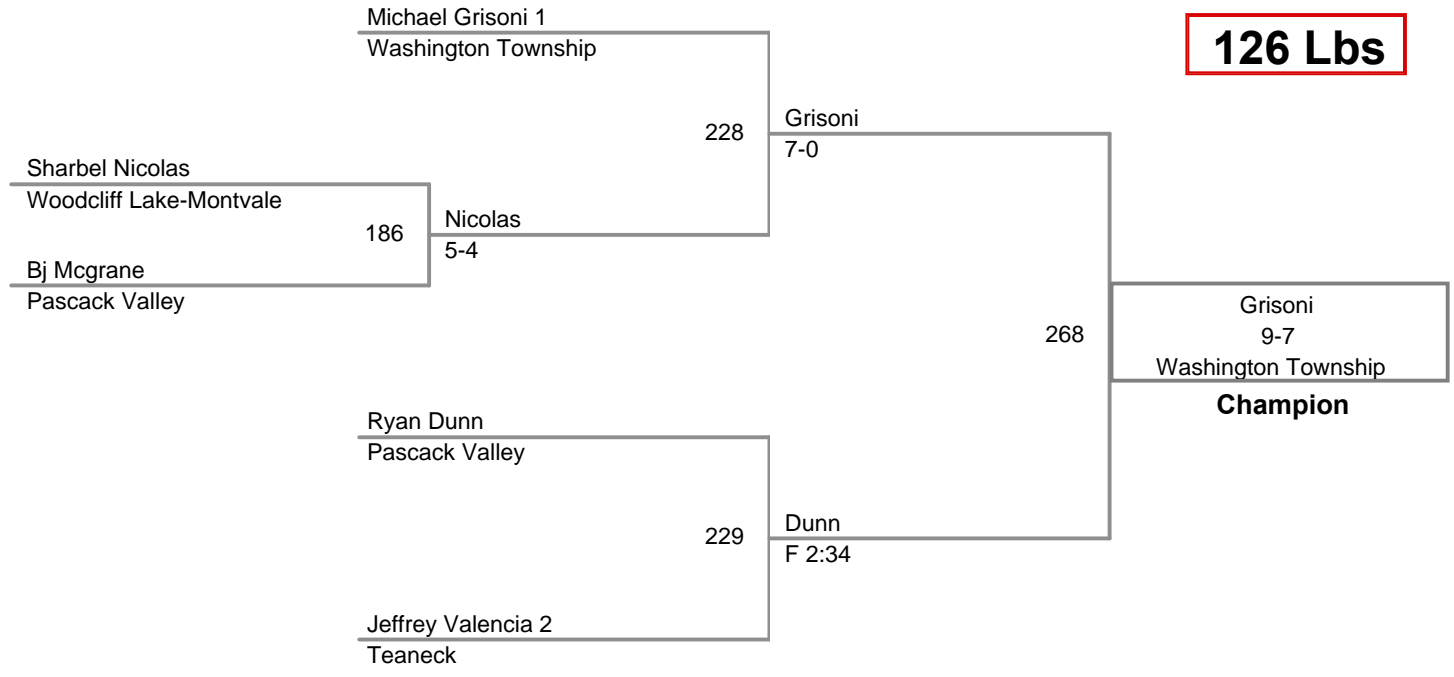 Michael Grisoni 1
Washington Township
126 Lbs
228
Grisoni
7-0
Sharbel Nicolas
Woodcliff Lake-Montvale
186
Nicolas
5-4
Bj Mcgrane
Pascack Valley
268
Grisoni
9-7
Washington Township
Champion
Ryan Dunn
Pascack Valley
229
Dunn
F 2:34
Jeffrey Valencia 2
Teaneck